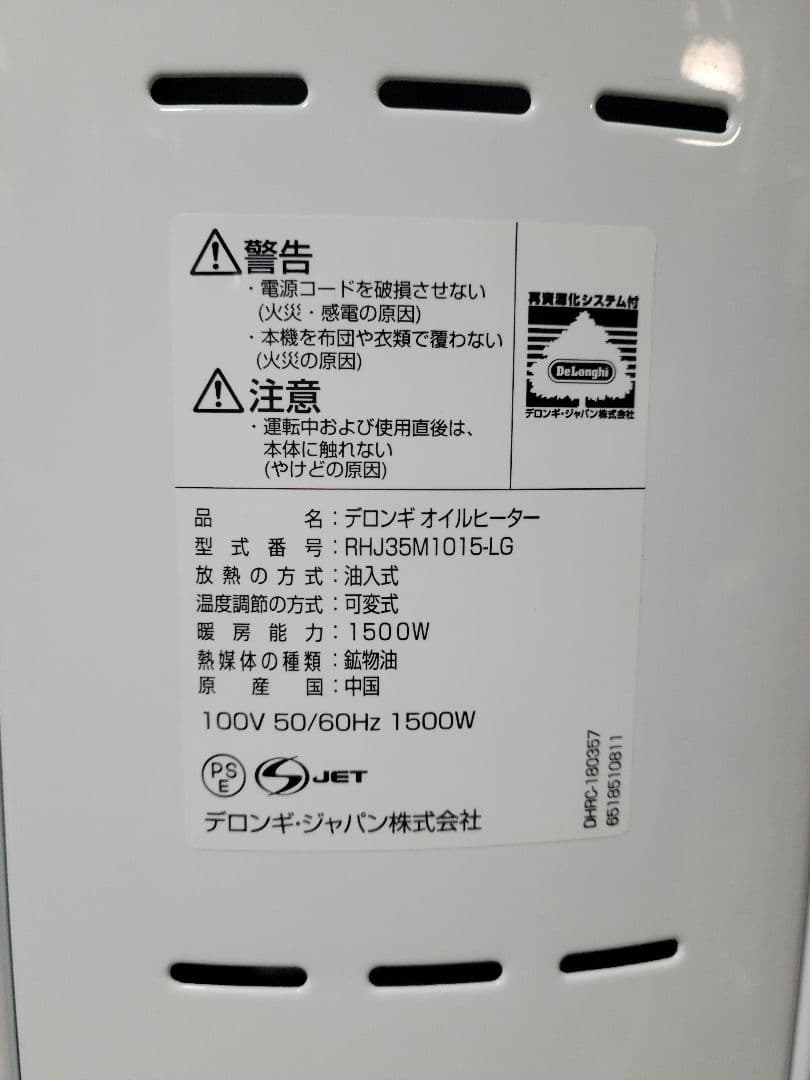 警告
・電源コードを破損させない
(火災・感電の原因)
・本機を布団や衣類で覆わない
(火災の原因)
注意
・運転中および使用直後は、
本体に触れない
(やけどの原因)
再資源化システム付
DeLonghi
デロンギ・ジャパン株式会社
品名：デロンギ オイルヒーター
型式番号：RHJ35M1015-LG
放熱の方式：油入式
温度調節の方式：可変式
暖房能力：1500W
熱媒体の種類：鉱物油
原産国：中国
100V 50/60Hz 1500W
PS
E
S JET
デロンギ・ジャパン株式会社
DHRC-180357
6518510811